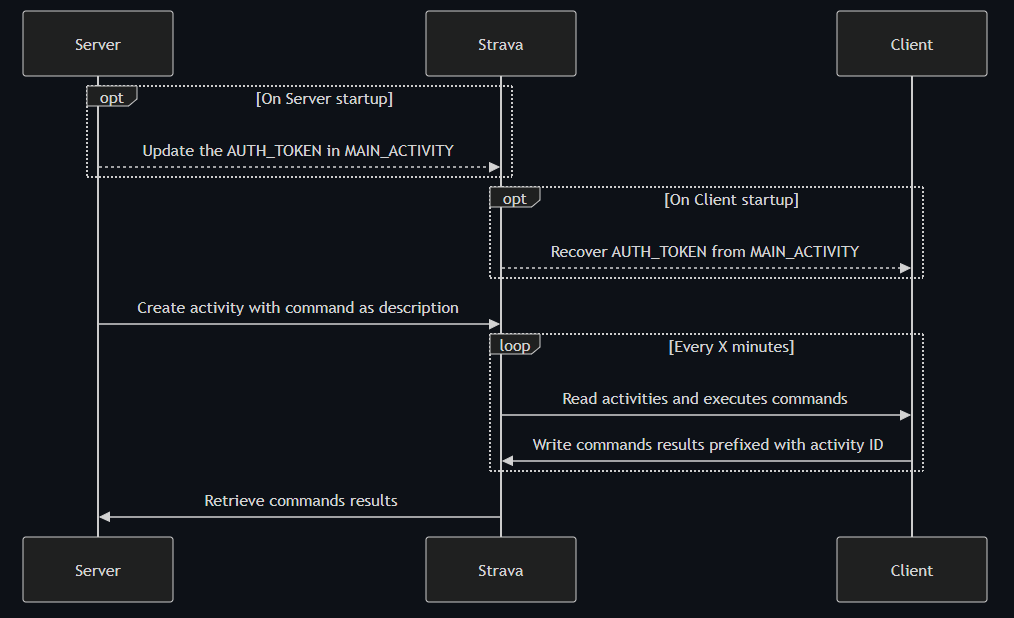 Server
Strava
Client
opt
[On Server startup]
Update the AUTH_TOKEN in MAIN_ACTIVITY
opt
[On Client startup]
Recover AUTH_TOKEN from MAIN_ACTIVITY
Create activity with command as description
loop
[Every X minutes]
Read activities and executes commands
Write commands results prefixed with activity ID
Retrieve commands results
Server
Strava
Client